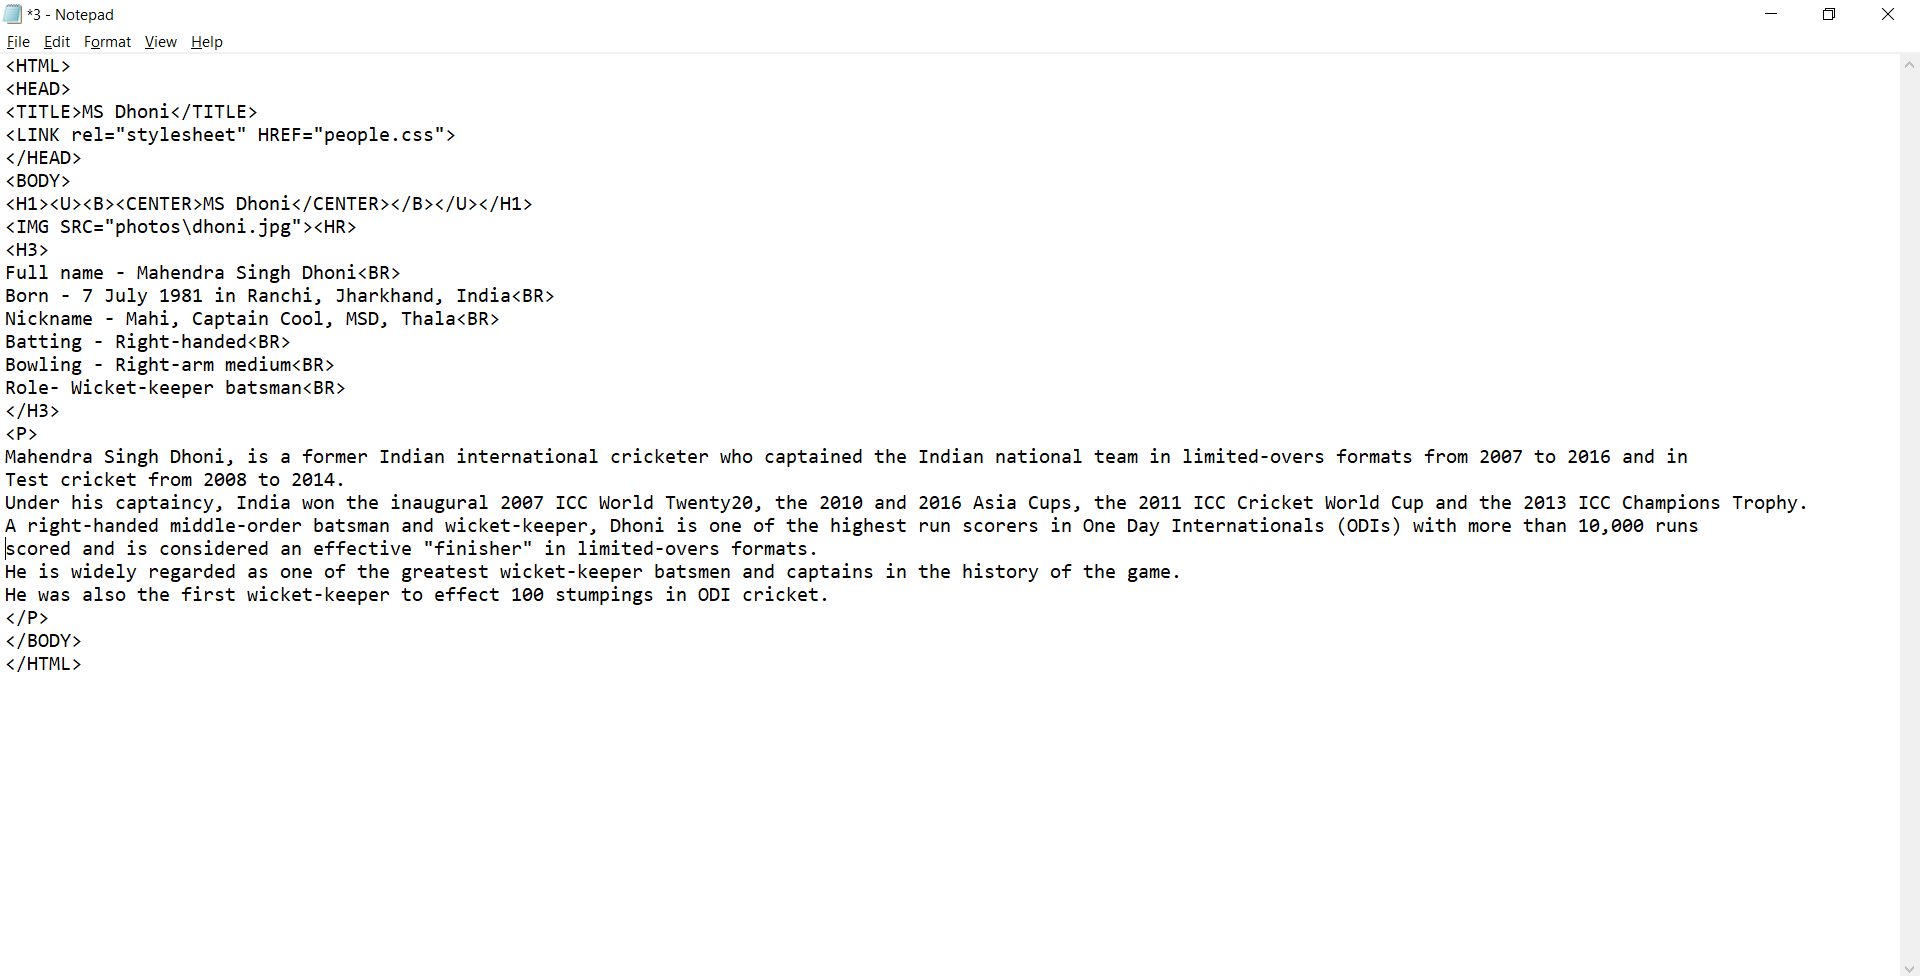 *3 - Notepad
File Edit Format View Help
<HTML>
<HEAD>
<TITLE>MS Dhoni</TITLE>
<LINK rel="stylesheet" HREF="people.css">
</HEAD>
<BODY>
<H1><U><B><CENTER>MS Dhoni</CENTER></B></U></H1>
<IMG SRC="photos\dhoni.jpg"><HR>
<H3>
Full name - Mahendra Singh Dhoni<BR>
Born - 7 July 1981 in Ranchi, Jharkhand, India<BR>
Nickname - Mahi, Captain Cool, MSD, Thala<BR>
Batting - Right-handed<BR>
Bowling - Right-arm medium<BR>
Role- Wicket-keeper batsman<BR>
</H3>
<P>
Mahendra Singh Dhoni, is a former Indian international cricketer who captained the Indian national team in limited-overs formats from 2007 to 2016 and in
Test cricket from 2008 to 2014.
Under his captaincy, India won the inaugural 2007 ICC World Twenty20, the 2010 and 2016 Asia Cups, the 2011 ICC Cricket World Cup and the 2013 ICC Champions Trophy.
A right-handed middle-order batsman and wicket-keeper, Dhoni is one of the highest run scorers in One Day Internationals (ODIs) with more than 10,000 runs
scored and is considered an effective "finisher" in limited-overs formats.
He is widely regarded as one of the greatest wicket-keeper batsmen and captains in the history of the game.
He was also the first wicket-keeper to effect 100 stumpings in ODI cricket.
</P>
</BODY>
</HTML>